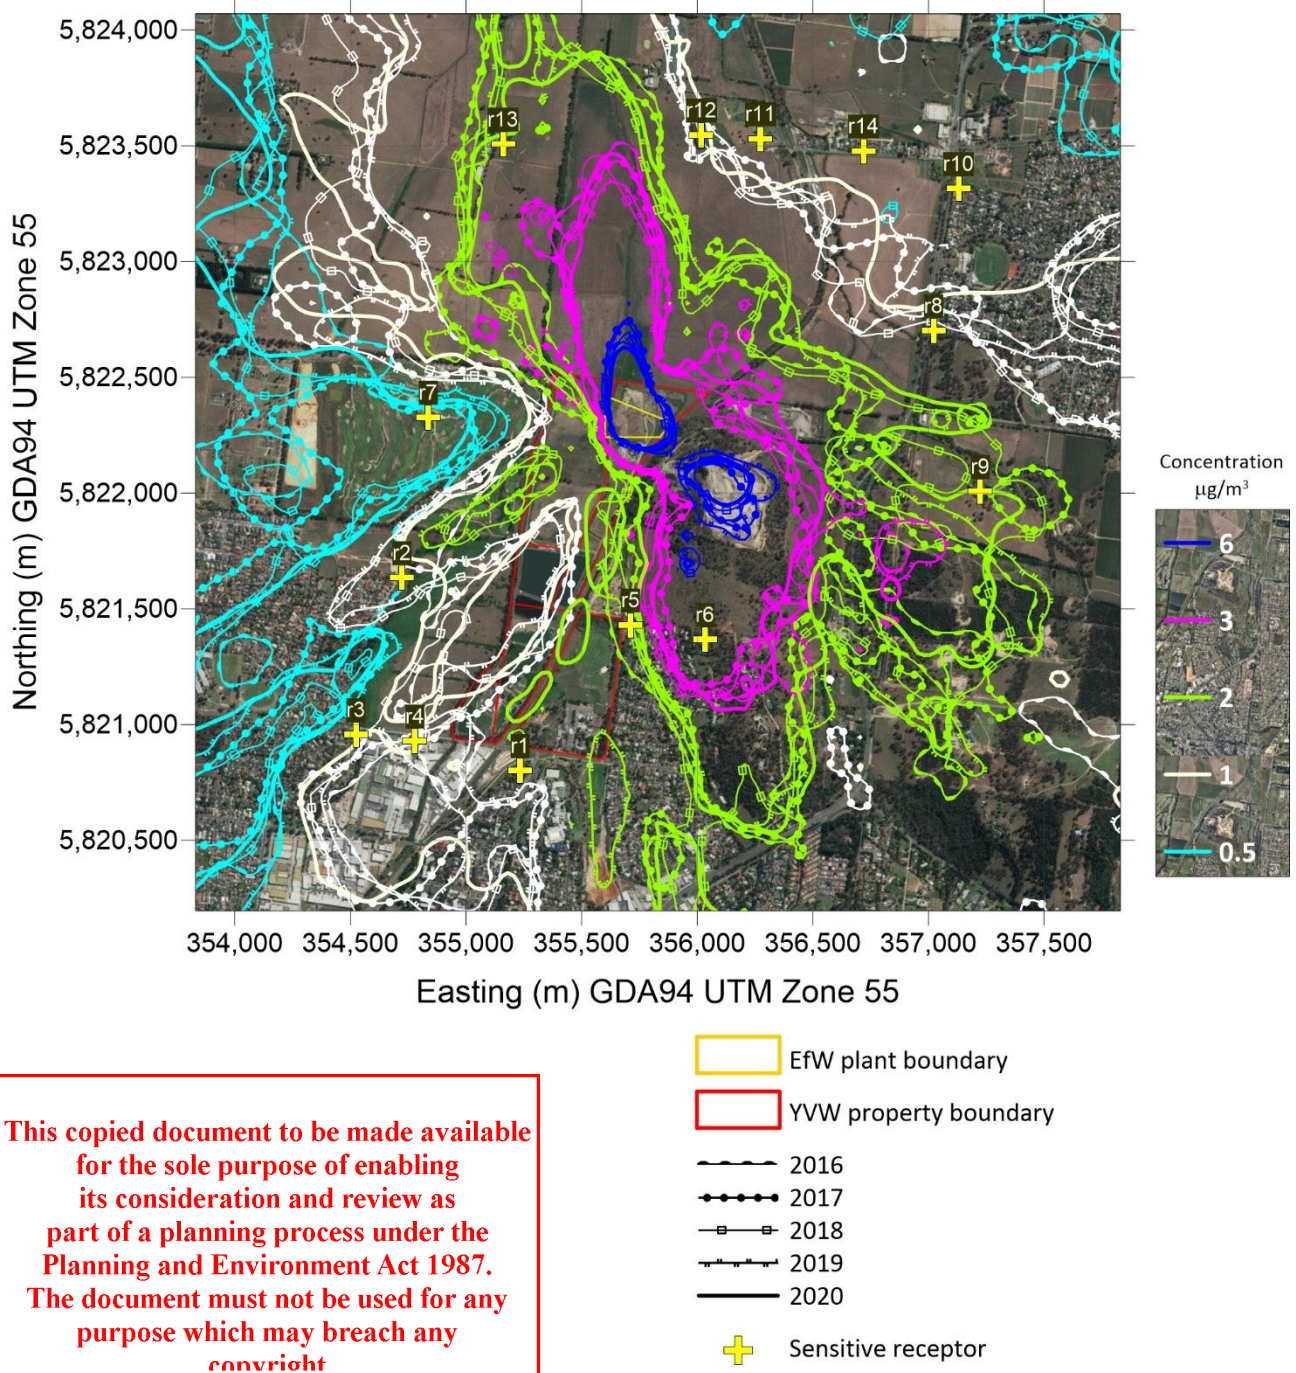 5,824,000
5,823,500
5,823,000
5,822,500
5,822,000
5,821,500
5,821,000
5,820,500
Northing (m) GDA94 UTM Zone 55
r13
r12
r11
r14
r10
r8
r7
r9
r2
r5
r6
r3
r4
r1
354,000
354,500
355,000
355,500
356,000
356,500
357,000
357,500
Easting (m) GDA94 UTM Zone 55
Concentration
µg/m³
6
3
2
1
0.5
EfW plant boundary
YVW property boundary
2016
2017
2018
2019
2020
Sensitive receptor
This copied document to be made available
for the sole purpose of enabling
its consideration and review as
part of a planning process under the
Planning and Environment Act 1987.
The document must not be used for any
purpose which may breach any
copyright